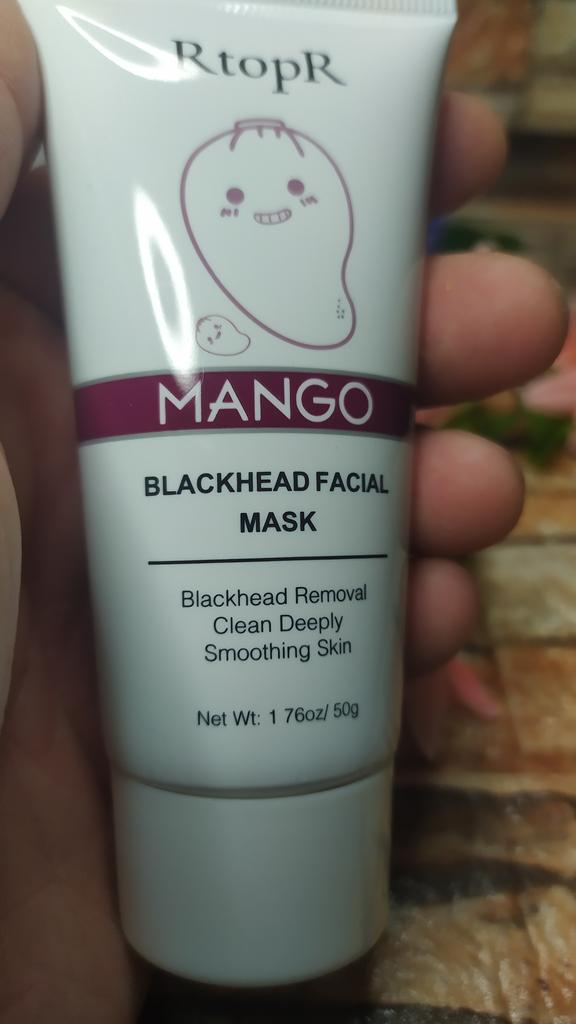 RtopR
MANGO
BLACKHEAD FACIAL
MASK
Blackhead Removal
Clean Deeply
Smoothing Skin
Net Wt: 1 76oz/ 50g